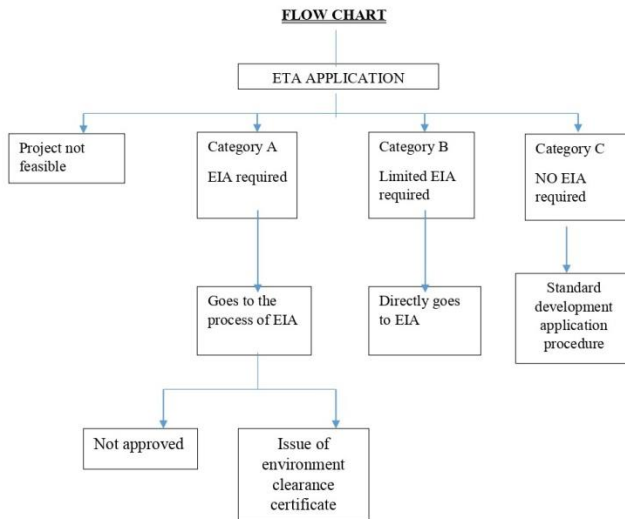 FLOW CHART
ETA APPLICATION
Project not
feasible
Category A
EIA required
Category B
Limited EIA
required
Category C
NO EIA
required
Goes to the
process of EIA
Directly goes
to EIA
Standard
development
application
procedure
Not approved
Issue of
environment
clearance
certificate